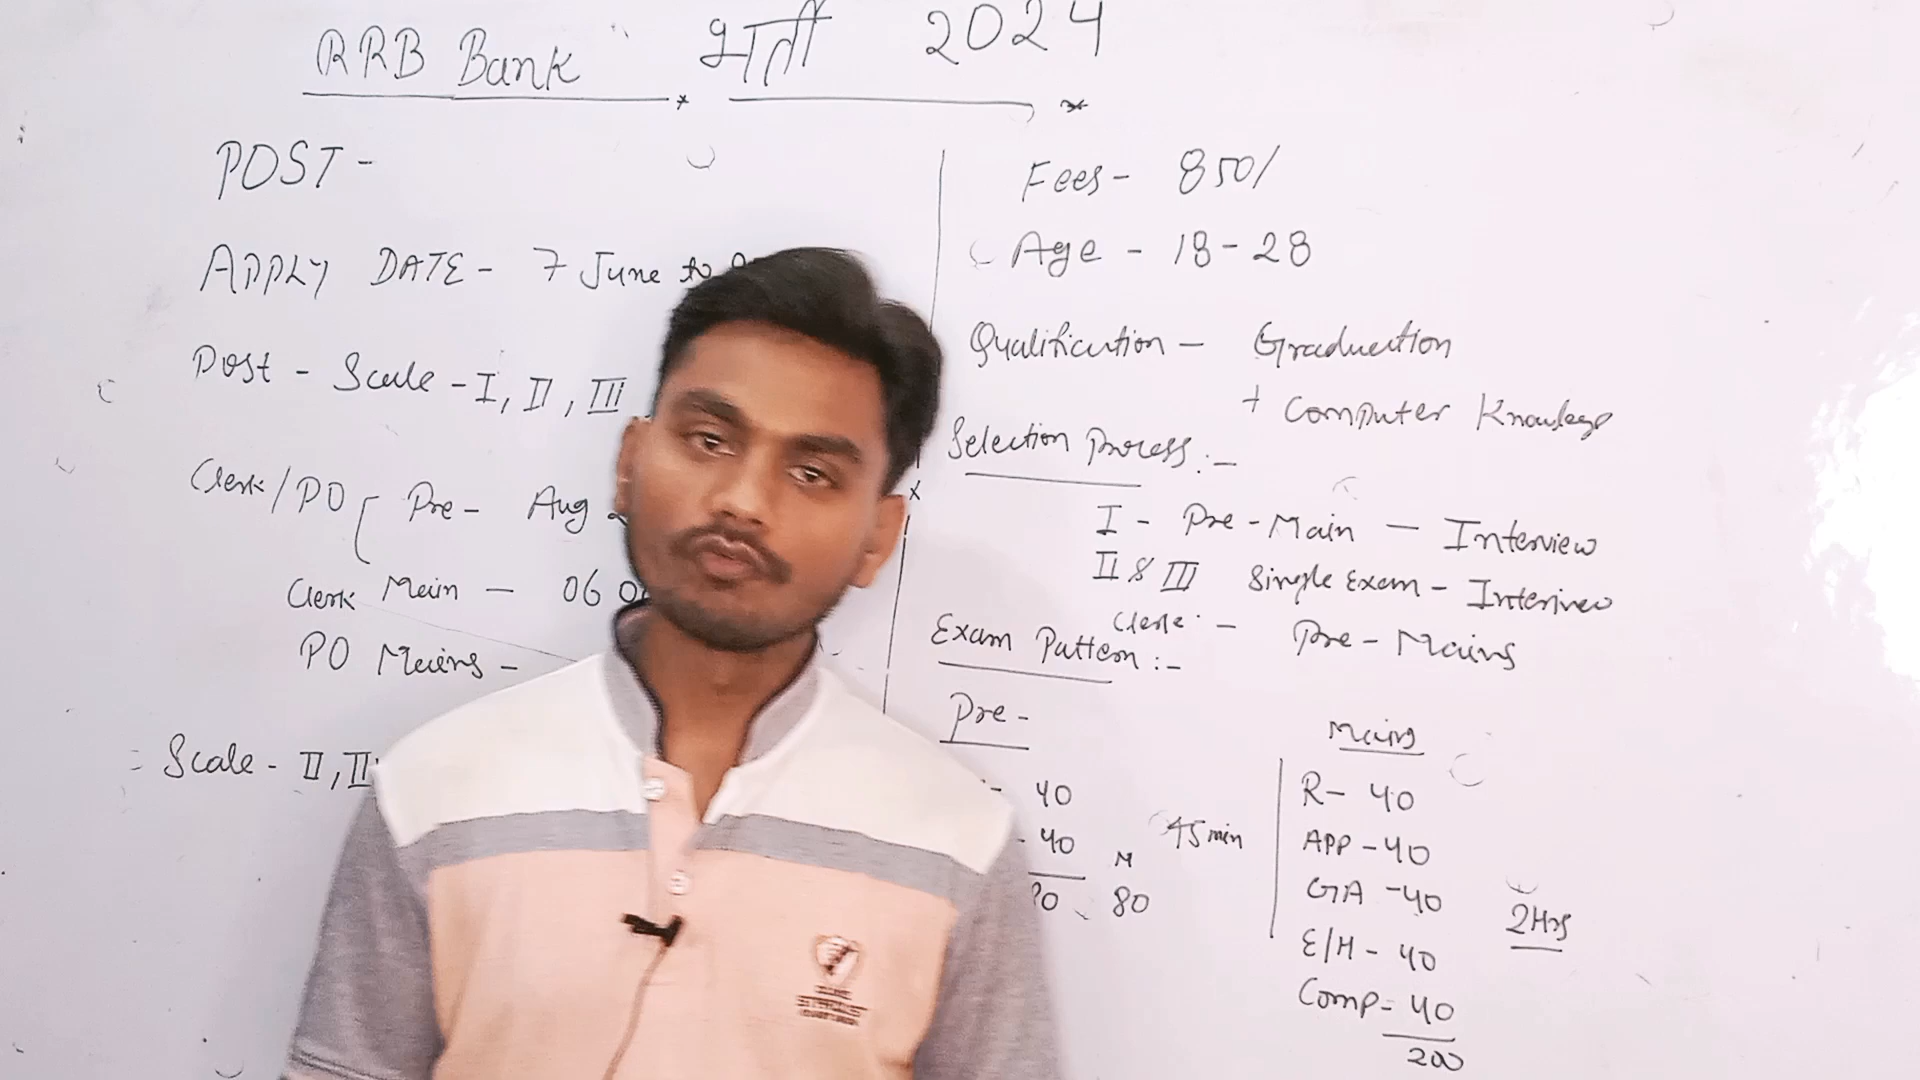 RRB Bank भर्ती 2024
POST -
APPLY DATE - 7 June to
Post - Scale - I, II, III
Clerk/PO Pre - Aug
Clerk Main - 06
PO Mains -
Scale - II, II
Fees - 850/
Age - 18 - 28
Qualification - Graduation
+ Computer Knowledge
Selection Process :-
I - Pre - Main - Interview
II & III Single Exam - Interview
Clerk - Pre - Mains
Exam Pattern :-
Pre -
- 40
- 40
80 M 80
45 min
Mains
R - 40
APP - 40
GA - 40
E/H - 40
Comp - 40
200
2Hrs